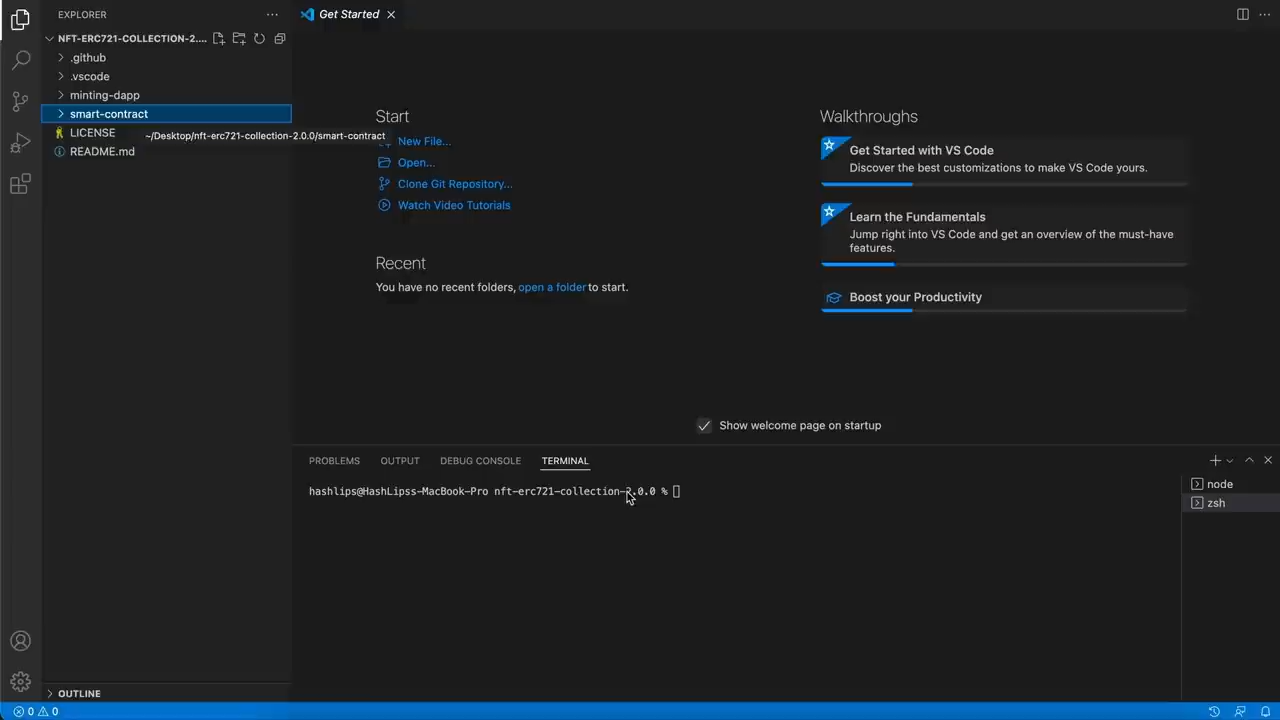 EXPLORER
NFT-ERC721-COLLECTION-2....
.github
.vscode
minting-dapp
smart-contract
LICENSE
~/Desktop/nft-erc721-collection-2.0.0/smart-contract
README.md
OUTLINE
Get Started
Start
New File...
Open...
Clone Git Repository...
Watch Video Tutorials
Recent
You have no recent folders, open a folder to start.
Walkthroughs
Get Started with VS Code
Discover the best customizations to make VS Code yours.
Learn the Fundamentals
Jump right into VS Code and get an overview of the must-have
features.
Boost your Productivity
Show welcome page on startup
PROBLEMS OUTPUT DEBUG CONSOLE TERMINAL
hashlips@HashLipss-MacBook-Pro nft-erc721-collection-2.0.0 %
node
zsh
0 0